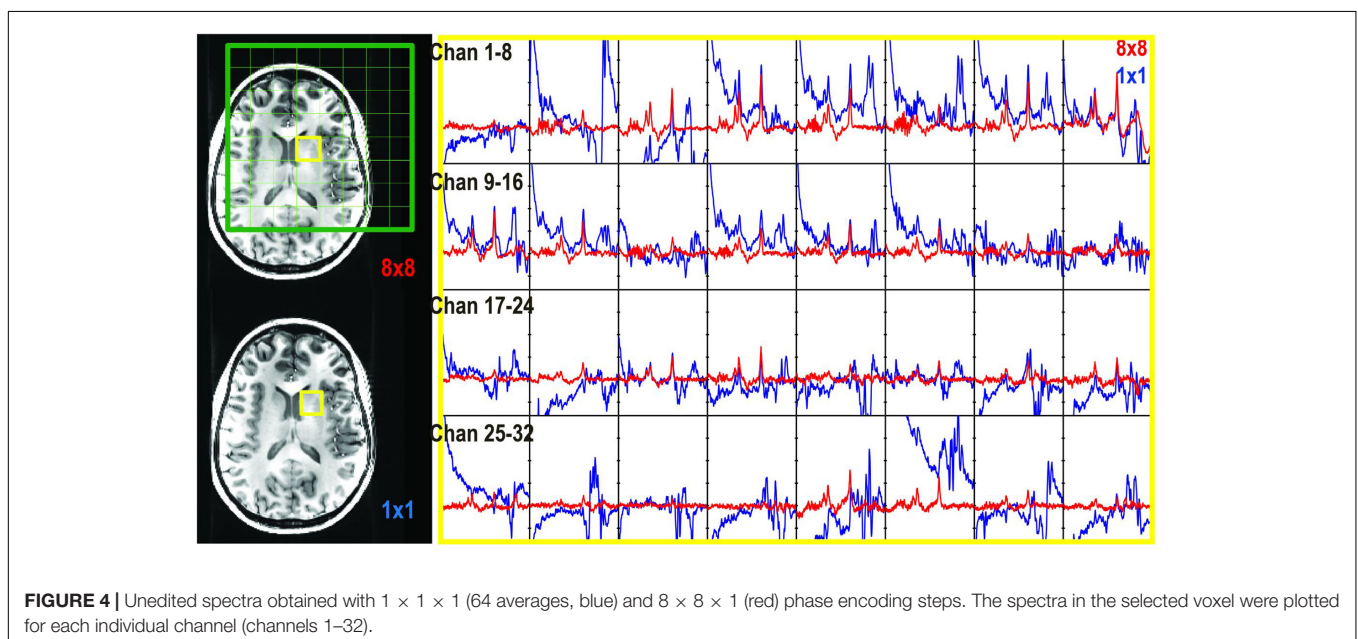 Chan 1-8
8x8
1x1
Chan 9-16
8x8
Chan 17-24
Chan 25-32
1x1
FIGURE 4 | Unedited spectra obtained with 1 × 1 × 1 (64 averages, blue) and 8 × 8 × 1 (red) phase encoding steps. The spectra in the selected voxel were plotted
for each individual channel (channels 1–32).